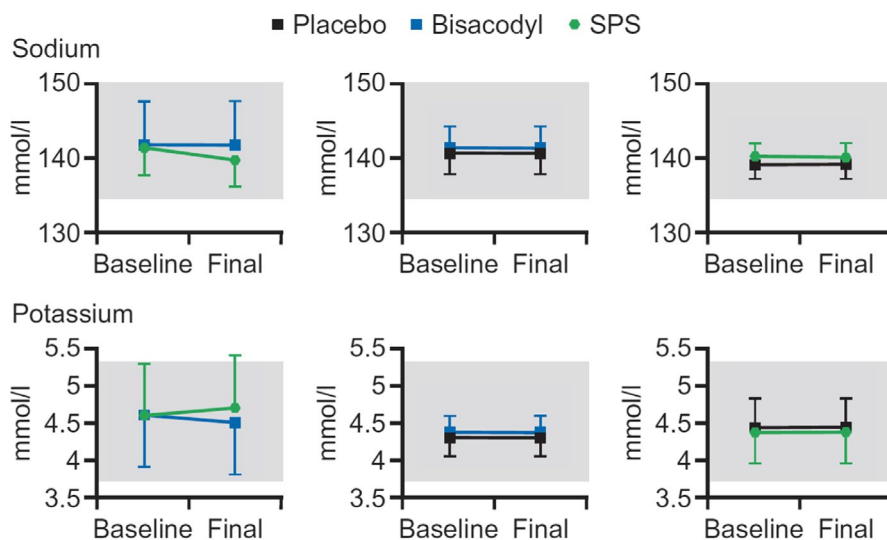 Placebo Bisacodyl SPS
Sodium
150 150 150
140 140 140
130 130 130
mmol/l mmol/l mmol/l
Baseline Final Baseline Final Baseline Final
Potassium
5.5 5.5 5.5
5 5 5
4.5 4.5 4.5
4 4 4
3.5 3.5 3.5
mmol/l mmol/l mmol/l
Baseline Final Baseline Final Baseline Final